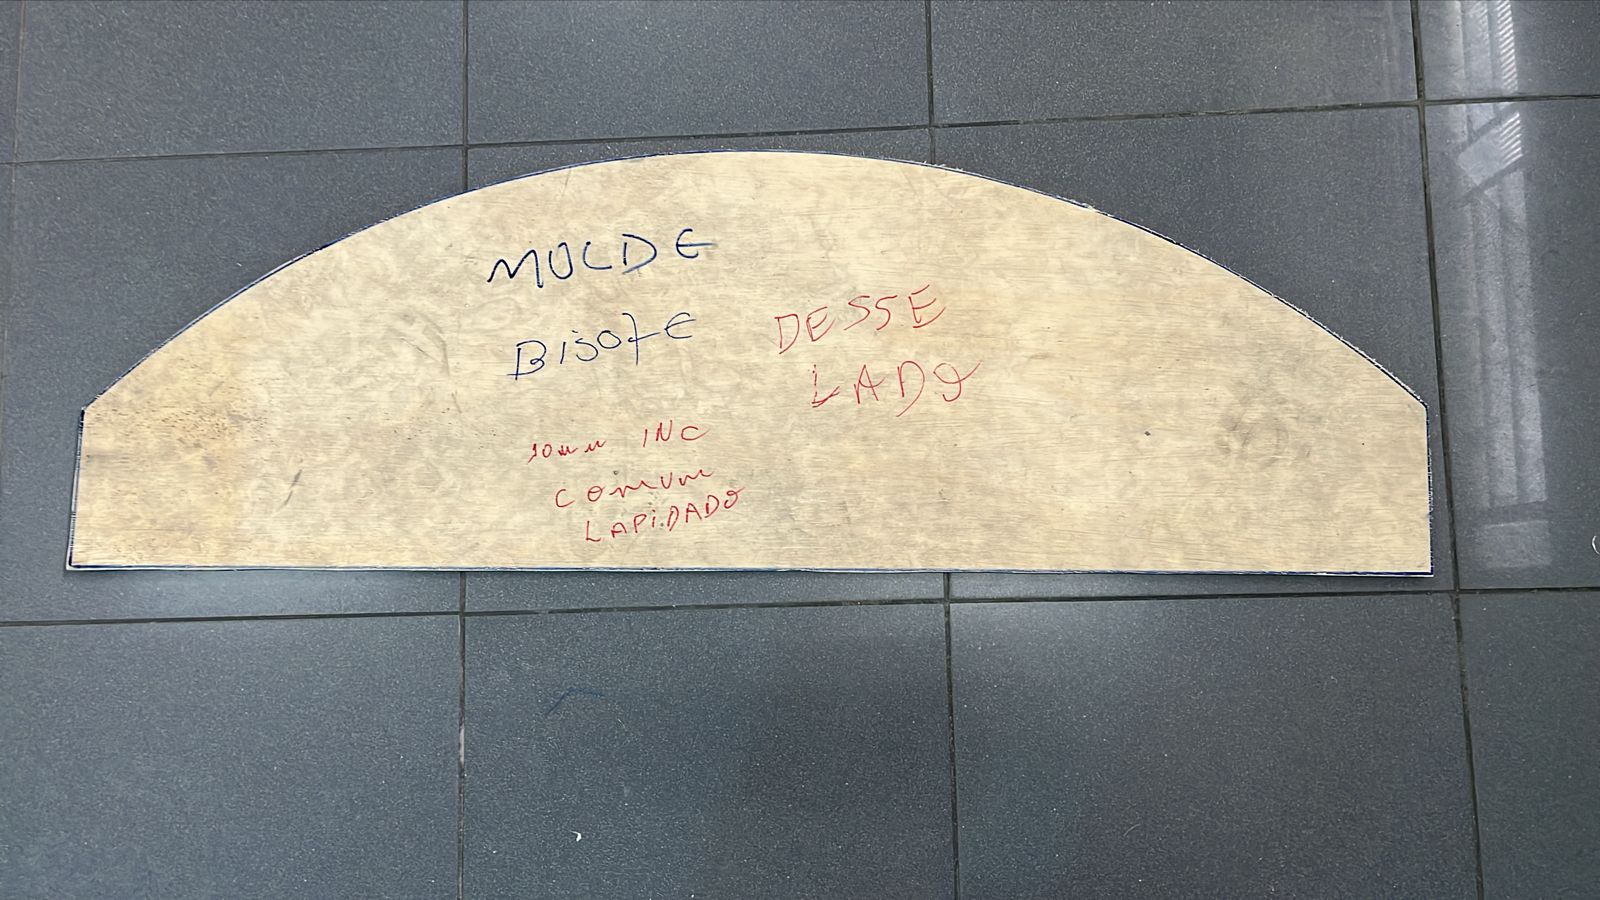 MOLDE
BISOTE
DESSE
LADO
10mm INC
COMUM
LAPIDADO